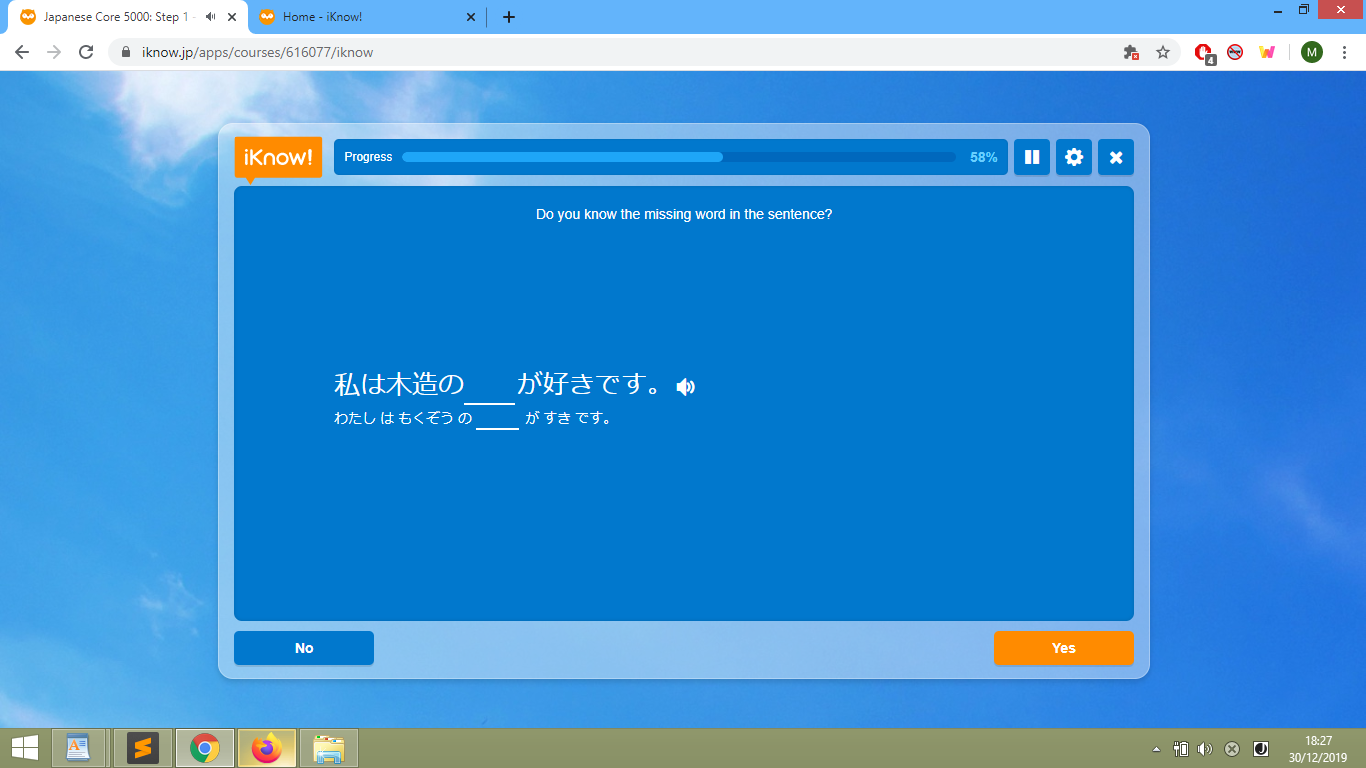 Japanese Core 5000: Step 1 -
Home - iKnow!
iknow.jp/apps/courses/616077/iknow
4
M
iKnow!
Progress
58%
Do you know the missing word in the sentence?
私は木造の___が好きです。
わたし は もくぞう の ___ が すき です。
No
Yes
18:27
30/12/2019